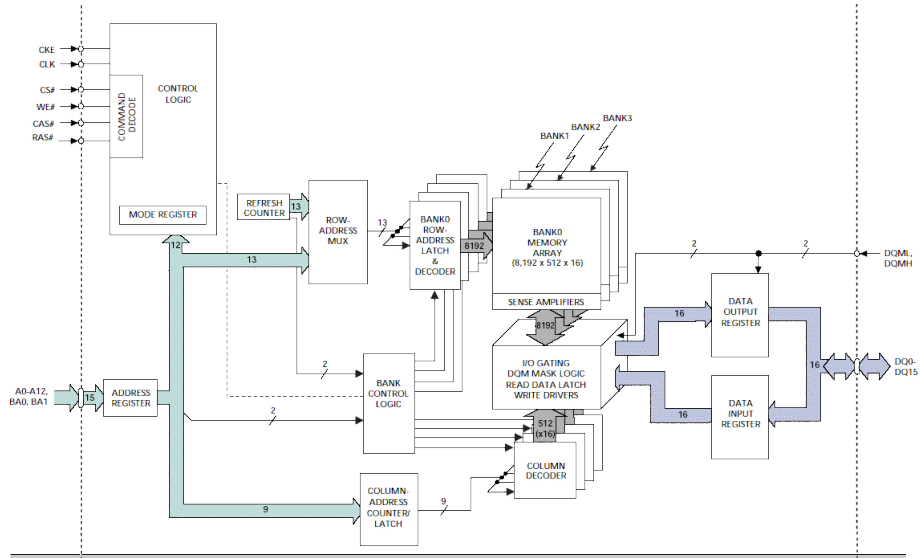 CKE
CLK
CS#
WE#
CAS#
RAS#
COMMAND
DECODE
CONTROL
LOGIC
MODE REGISTER
12
BANK3
BANK2
BANK1
REFRESH
COUNTER
13
ROW-
ADDRESS
MUX
13
13
BANK0
ROW-
ADDRESS
LATCH
&
DECODER
8192
BANK0
MEMORY
ARRAY
(8,192 x 512 x 16)
SENSE AMPLIFIERS
8192
2
2
DQML,
DQMH
DATA
OUTPUT
REGISTER
16
I/O GATING
DQM MASK LOGIC
READ DATA LATCH
WRITE DRIVERS
16
DQ0-
DQ15
16
DATA
INPUT
REGISTER
A0-A12,
BA0, BA1
15
ADDRESS
REGISTER
2
2
BANK
CONTROL
LOGIC
512
(x16)
COLUMN
DECODER
9
COLUMN-
ADDRESS
COUNTER/
LATCH
9